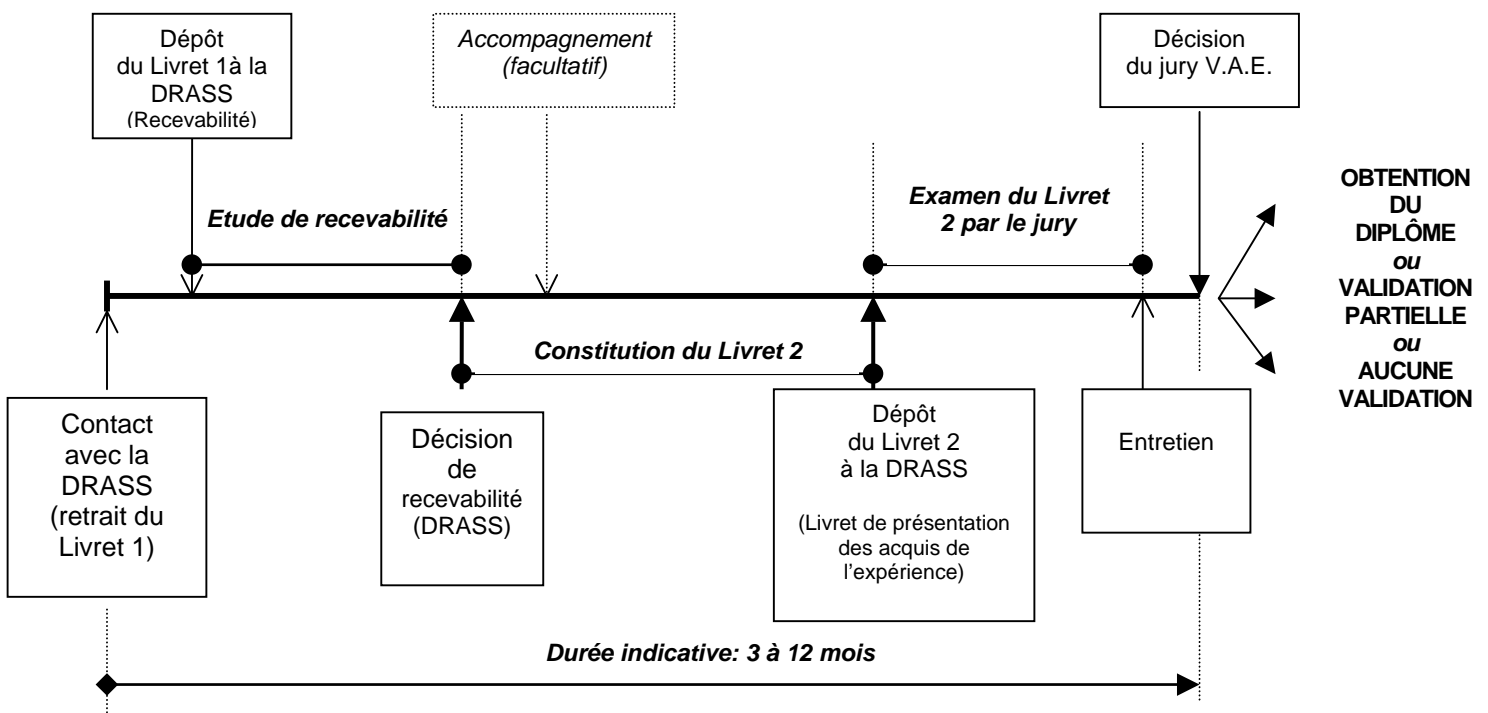 Dépôt
du Livret 1à la
DRASS
(Recevabilité)
Accompagnement
(facultatif)
Décision
du jury V.A.E.
Etude de recevabilité
Examen du Livret
2 par le jury
OBTENTION
DU
DIPLÔME
ou
VALIDATION
PARTIELLE
ou
AUCUNE
VALIDATION
Constitution du Livret 2
Contact
avec la
DRASS
(retrait du
Livret 1)
Décision
de
recevabilité
(DRASS)
Dépôt
du Livret 2
à la DRASS
(Livret de présentation
des acquis de
l’expérience)
Entretien
Durée indicative: 3 à 12 mois